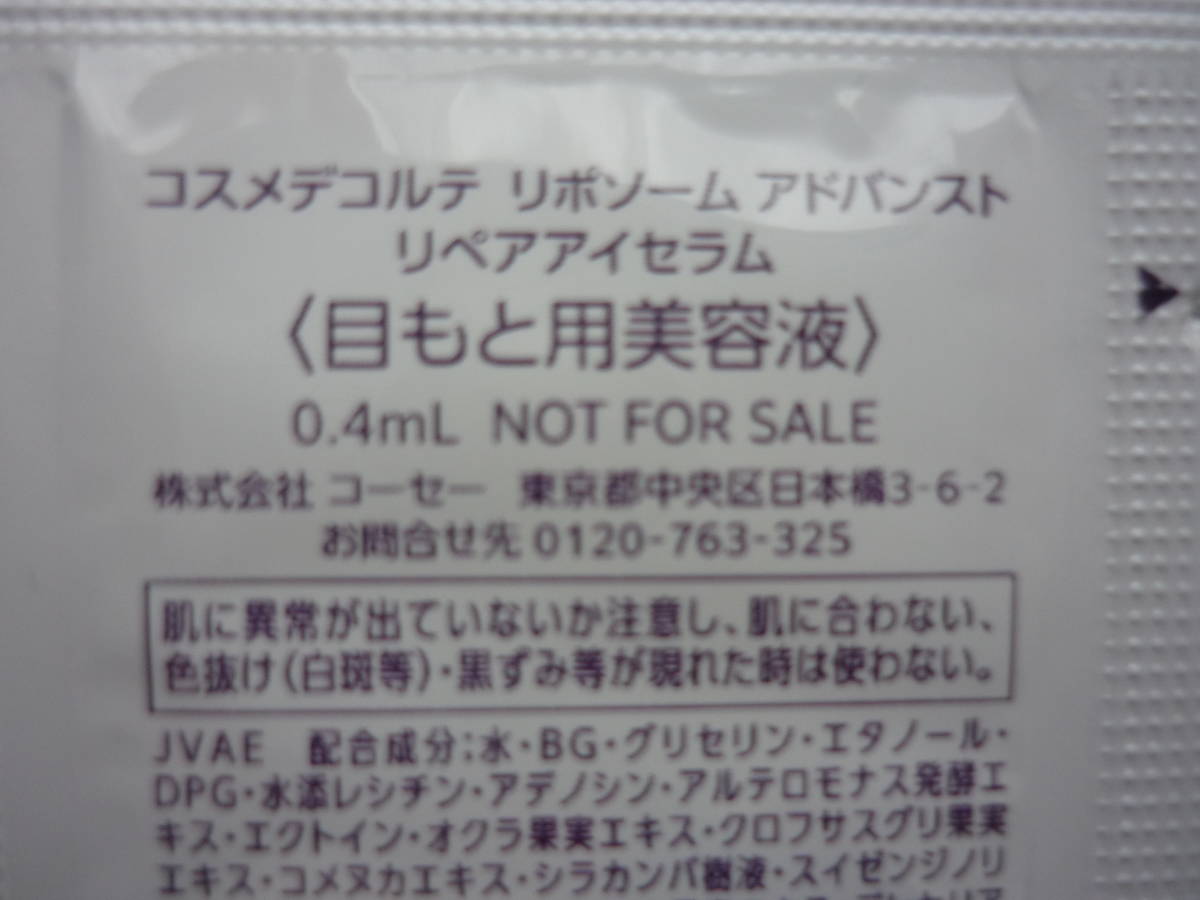 コスメデコルテ リポソーム アドバンスト
リペアアイセラム
〈目もと用美容液〉
0.4mL NOT FOR SALE
株式会社 コーセー 東京都中央区日本橋3-6-2
お問合せ先 0120-763-325
肌に異常が出ていないか注意し、肌に合わない、
色抜け(白斑等)・黒ずみ等が現れた時は使わない。
JVAE 配合成分:水・BG・グリセリン・エタノール・
DPG・水添レシチン・アデノシン・アルテロモナス発酵エ
キス・エクトイン・オクラ果実エキス・クロフサスグリ果実
エキス・コメヌカエキス・シラカンバ樹液・スイゼンジノリ